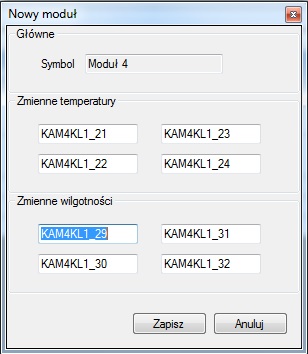 Nowy moduł
Główne
Symbol Moduł 4
Zmienne temperatury
KAM4KL1_21 KAM4KL1_23
KAM4KL1_22 KAM4KL1_24
Zmienne wilgotności
KAM4KL1_29 KAM4KL1_31
KAM4KL1_30 KAM4KL1_32
Zapisz Anuluj